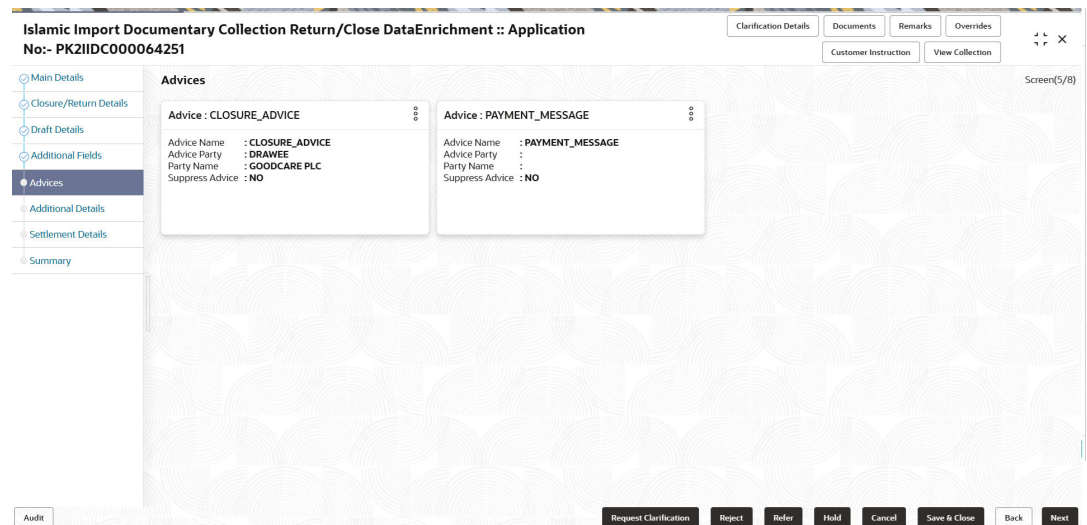 Islamic Import Documentary Collection Return/Close DataEnrichment :: Application
No:- PK2IIDC000064251
Clarification Details
Documents
Remarks
Overrides
Customer Instruction
View Collection
Main Details
Closure/Return Details
Draft Details
Additional Fields
Advices
Additional Details
Settlement Details
Summary
Advices
Screen(5/8)
Advice : CLOSURE_ADVICE
Advice Name : CLOSURE_ADVICE
Advice Party : DRAWEE
Party Name : GOODCARE PLC
Suppress Advice : NO
Advice : PAYMENT_MESSAGE
Advice Name : PAYMENT_MESSAGE
Advice Party :
Party Name :
Suppress Advice : NO
Audit
Request Clarification
Reject
Refer
Hold
Cancel
Save & Close
Back
Next